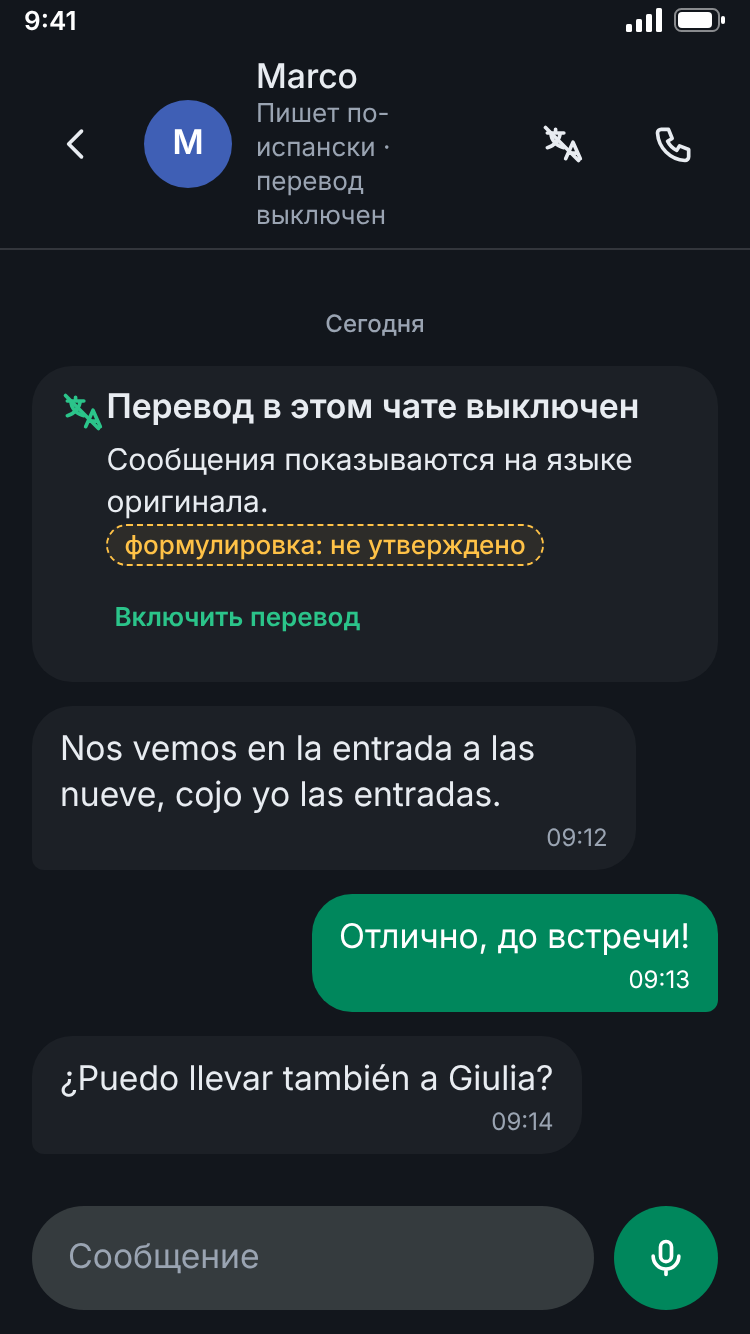 9:41
Marco
M
Пишет по-
испански ·
перевод
выключен
Сегодня
Перевод в этом чате выключен
Сообщения показываются на языке
оригинала.
формулировка: не утверждено
Включить перевод
Nos vemos en la entrada a las
nueve, cojo yo las entradas.
09:12
Отлично, до встречи!
09:13
¿Puedo llevar también a Giulia?
09:14
Сообщение